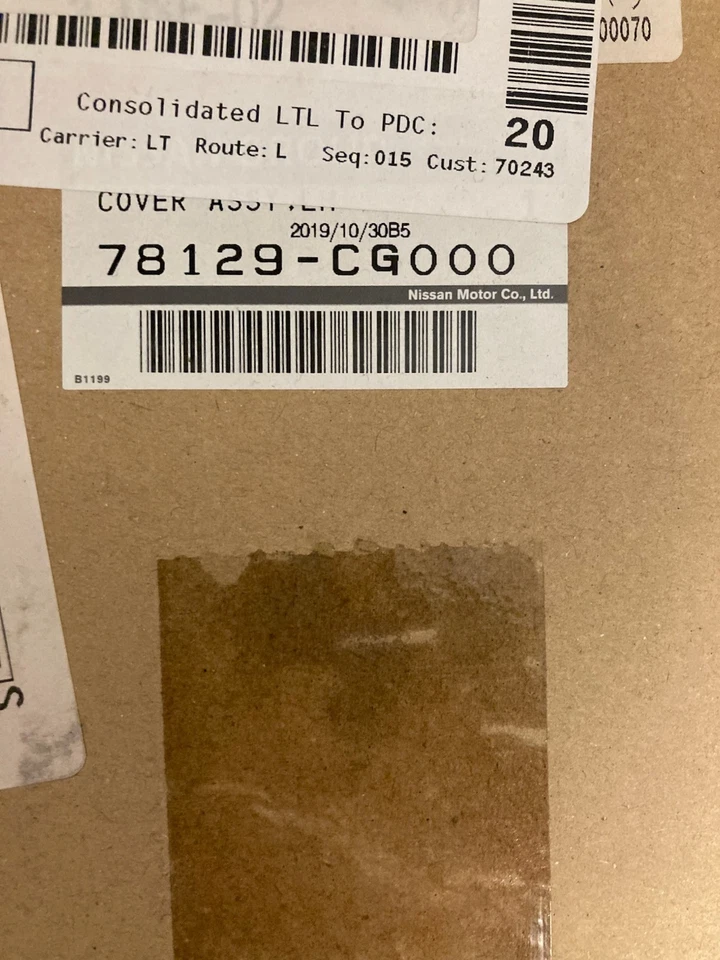 00070
Consolidated LTL To PDC:
20
Carrier: LT Route: L Seq: 015 Cust: 70243
COVER
2019/10/30B5
78129-CG000
Nissan Motor Co., Ltd.
B1199
S